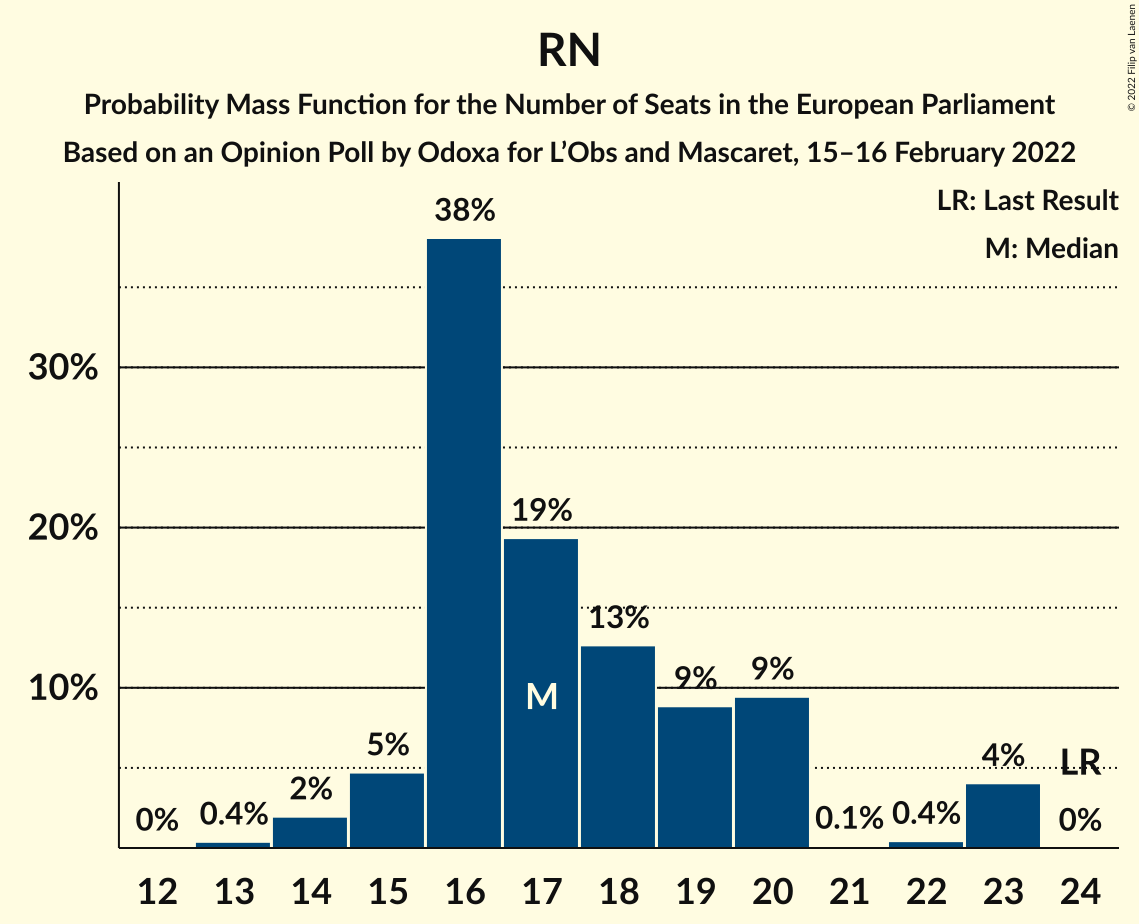 RN
Probability Mass Function for the Number of Seats in the European Parliament
Based on an Opinion Poll by Odoxa for L’Obs and Mascaret, 15–16 February 2022
© 2022 Filip van Laenen
LR: Last Result
M: Median
30%
20%
10%
0%
0.4%
2%
5%
38%
19%
13%
9%
9%
0.1%
0.4%
4%
0%
M
LR
12 13 14 15 16 17 18 19 20 21 22 23 24